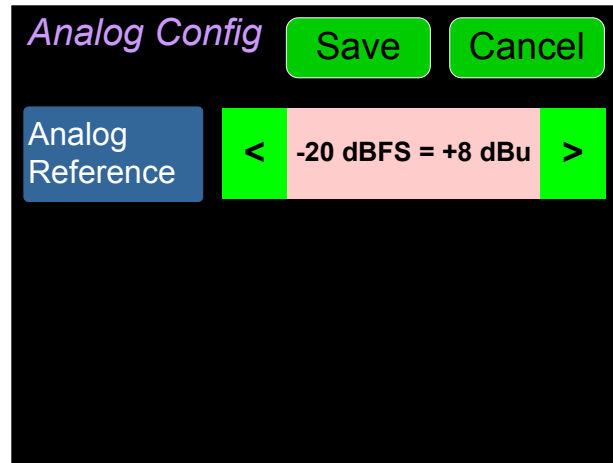 Analog Config
Save
Cancel
Analog
Reference
<
-20 dBFS = +8 dBu
>